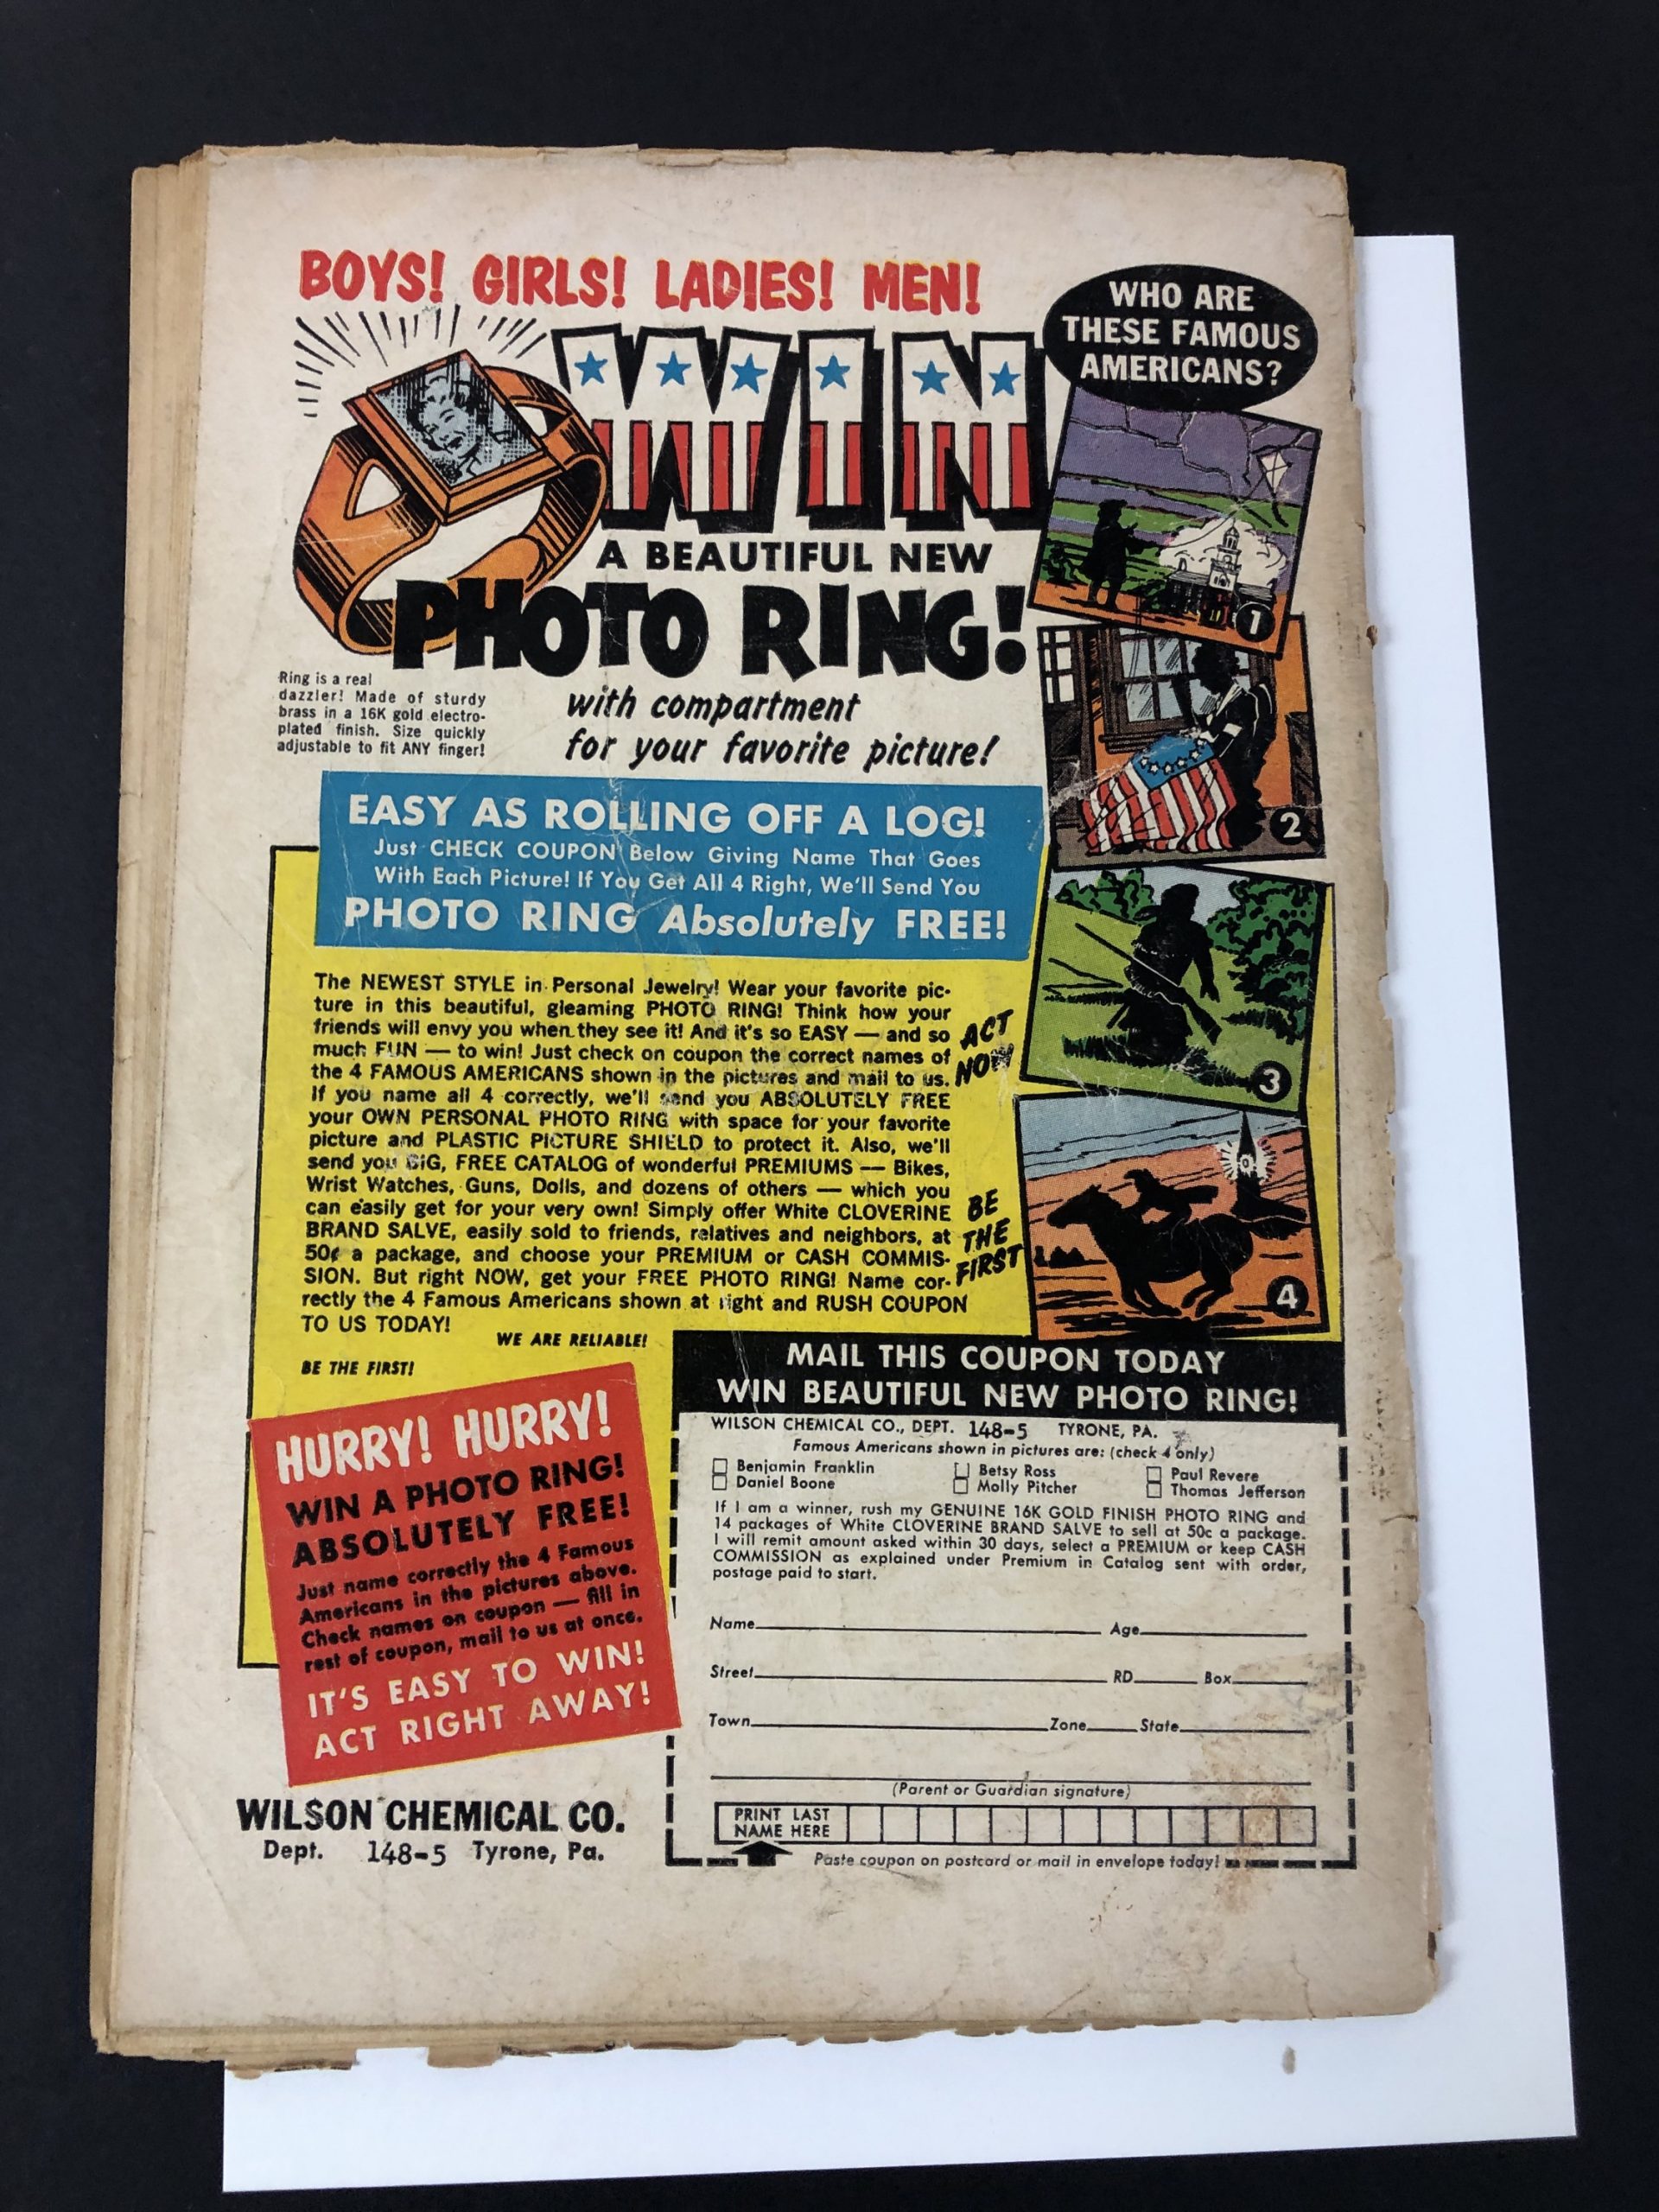 BOYS! GIRLS! LADIES! MEN!
WIN
A BEAUTIFUL NEW
PHOTO RING!
with compartment
for your favorite picture!
Ring is a real
dazzler! Made of sturdy
brass in a 16K gold electro-
plated finish. Size quickly
adjustable to fit ANY finger!
WHO ARE
THESE FAMOUS
AMERICANS?
1
2
3
4
EASY AS ROLLING OFF A LOG!
Just CHECK COUPON Below Giving Name That Goes
With Each Picture! If You Get All 4 Right, We'll Send You
PHOTO RING Absolutely FREE!
The NEWEST STYLE in Personal Jewelry! Wear your favorite pic-
ture in this beautiful, gleaming PHOTO RING! Think how your
friends will envy you when they see it! And it's so EASY — and so
much FUN — to win! Just check on coupon the correct names of
the 4 FAMOUS AMERICANS shown in the pictures and mail to us.
If you name all 4 correctly, we'll send you ABSOLUTELY FREE
your OWN PERSONAL PHOTO RING with space for your favorite
picture and PLASTIC PICTURE SHIELD to protect it. Also, we'll
send you BIG, FREE CATALOG of wonderful PREMIUMS — Bikes,
Wrist Watches, Guns, Dolls, and dozens of others — which you
can easily get for your very own! Simply offer White CLOVERINE
BRAND SALVE, easily sold to friends, relatives and neighbors, at
50¢ a package, and choose your PREMIUM or CASH COMMIS-
SION. But right NOW, get your FREE PHOTO RING! Name cor-
rectly the 4 Famous Americans shown at right and RUSH COUPON
TO US TODAY!
WE ARE RELIABLE!
BE THE FIRST!
ACT
NOW
BE
THE
FIRST
HURRY! HURRY!
WIN A PHOTO RING!
ABSOLUTELY FREE!
Just name correctly the 4 Famous
Americans in the pictures above.
Check names on coupon — fill in
rest of coupon, mail to us at once.
IT'S EASY TO WIN!
ACT RIGHT AWAY!
WILSON CHEMICAL CO.
Dept. 148-5 Tyrone, Pa.
MAIL THIS COUPON TODAY
WIN BEAUTIFUL NEW PHOTO RING!
WILSON CHEMICAL CO., DEPT. 148-5 TYRONE, PA.
Famous Americans shown in pictures are: (check 4 only)
Benjamin Franklin Betsy Ross Paul Revere
Daniel Boone Molly Pitcher Thomas Jefferson
If I am a winner, rush my GENUINE 16K GOLD FINISH PHOTO RING and
14 packages of White CLOVERINE BRAND SALVE to sell at 50c a package.
I will remit amount asked within 30 days, select a PREMIUM or keep CASH
COMMISSION as explained under Premium in Catalog sent with order,
postage paid to start.
Name Age
Street RD Box
Town Zone State
(Parent or Guardian signature)
PRINT LAST
NAME HERE
Paste coupon on postcard or mail in envelope today!